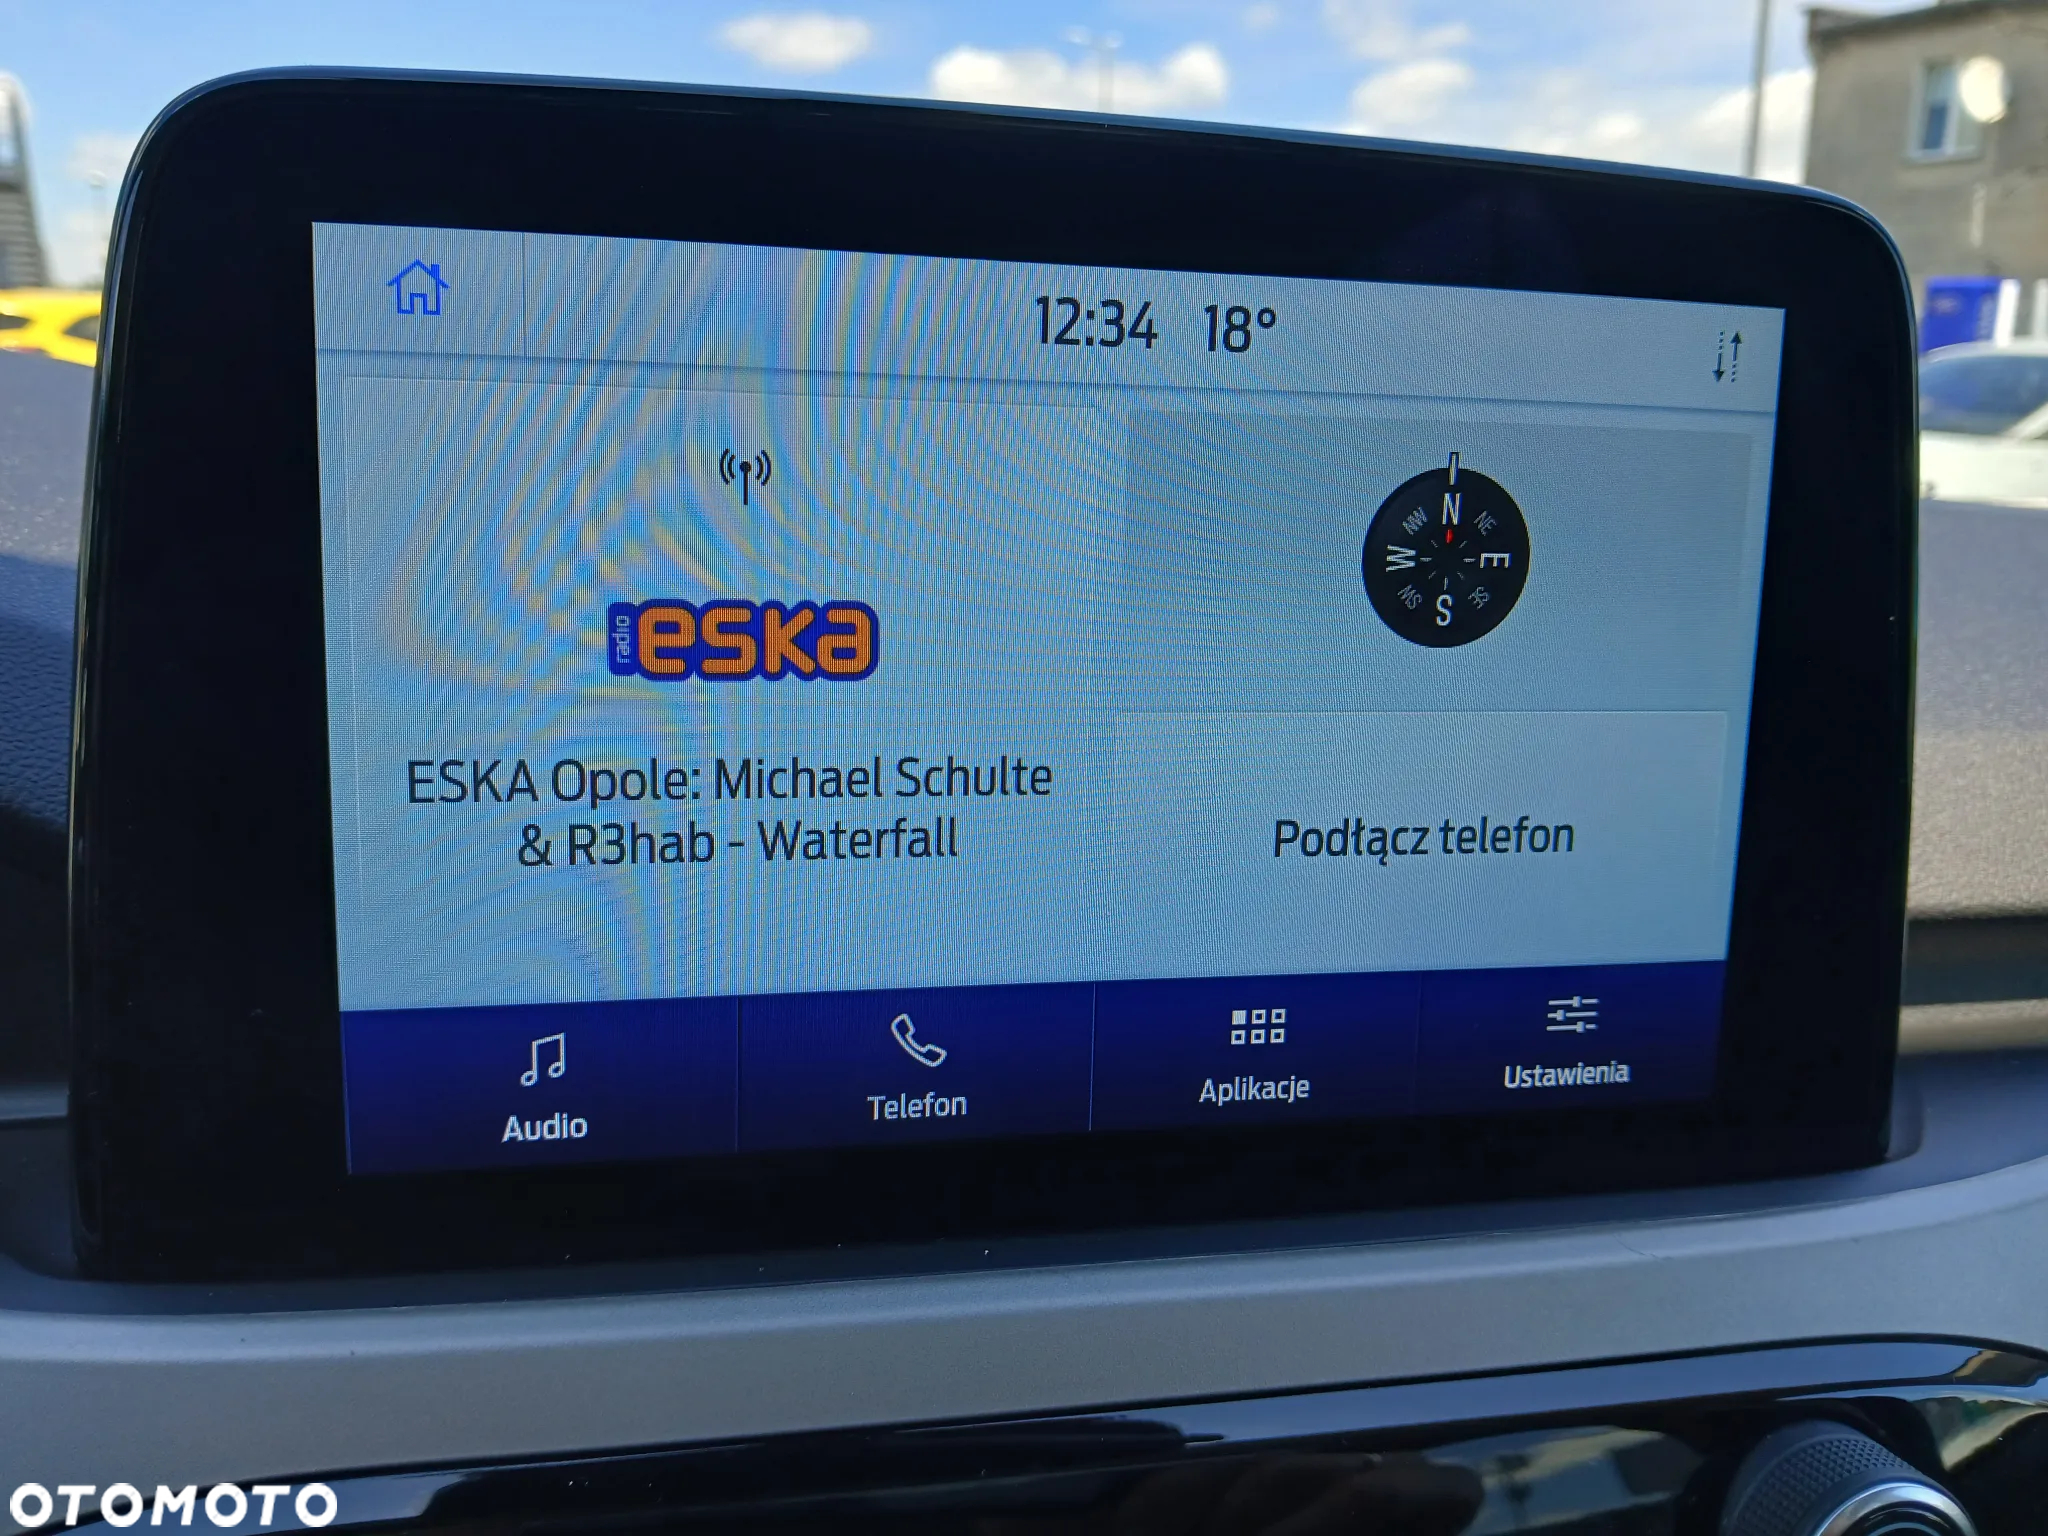 12:34 18°
radio eska
N
NW NE
W E
SW SE
S
ESKA Opole: Michael Schulte
& R3hab - Waterfall
Podłącz telefon
Audio
Telefon
Aplikacje
Ustawienia
OTOMOTO